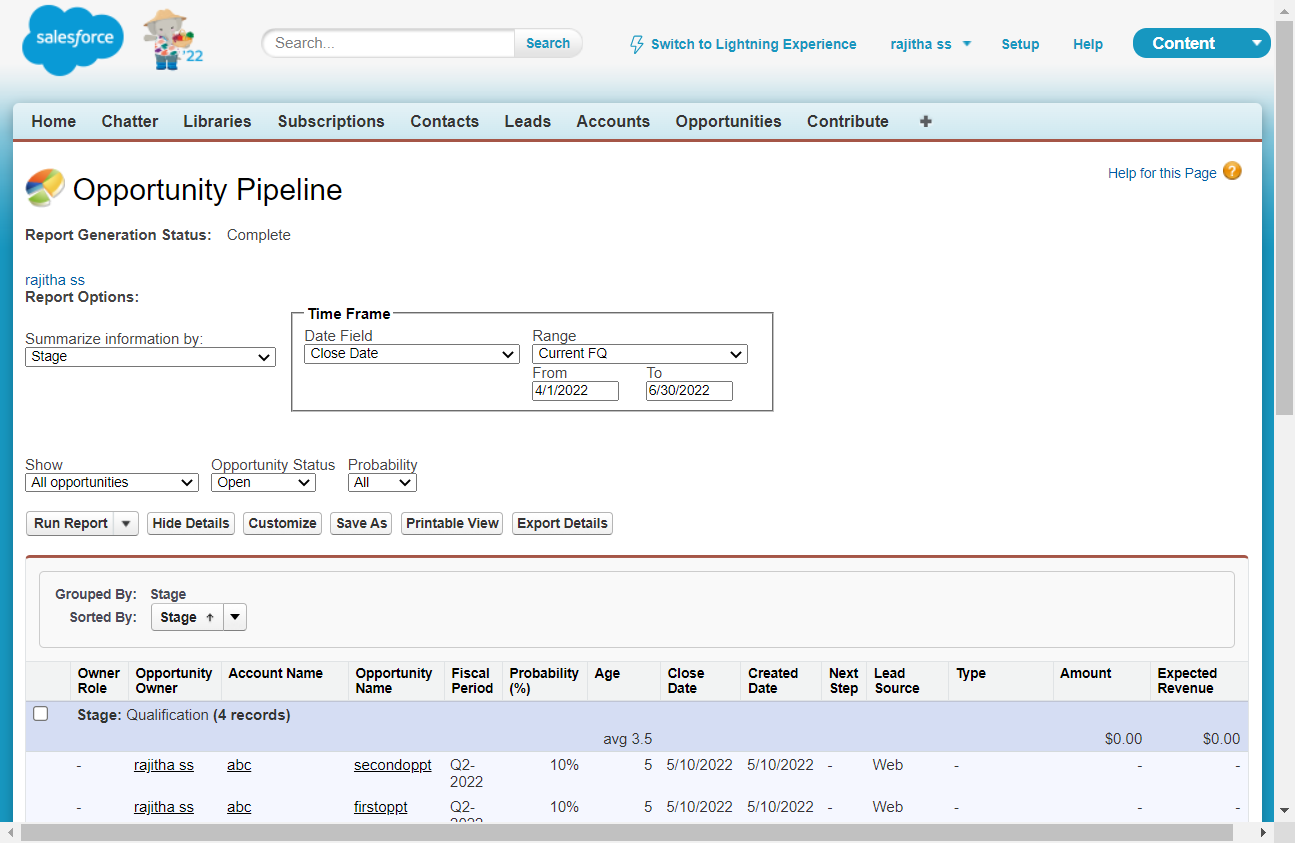 salesforce
'22
Search...
Search
Switch to Lightning Experience
rajitha ss
Setup
Help
Content
Home Chatter Libraries Subscriptions Contacts Leads Accounts Opportunities Contribute +
Help for this Page ?
Opportunity Pipeline
Report Generation Status: Complete
rajitha ss
Report Options:
Time Frame
Summarize information by:
Stage
Date Field Range
Close Date Current FQ
From To
4/1/2022 6/30/2022
Show Opportunity Status Probability
All opportunities Open All
Run Report Hide Details Customize Save As Printable View Export Details
Grouped By: Stage
Sorted By: Stage ↑
Owner Role Opportunity Owner Account Name Opportunity Name Fiscal Period Probability (%) Age Close Date Created Date Next Step Lead Source Type Amount Expected Revenue
Stage: Qualification (4 records)
avg 3.5 $0.00 $0.00
- rajitha ss abc secondoppt Q2-2022 10% 5 5/10/2022 5/10/2022 - Web - - -
- rajitha ss abc firstoppt Q2-2022 10% 5 5/10/2022 5/10/2022 - Web - - -